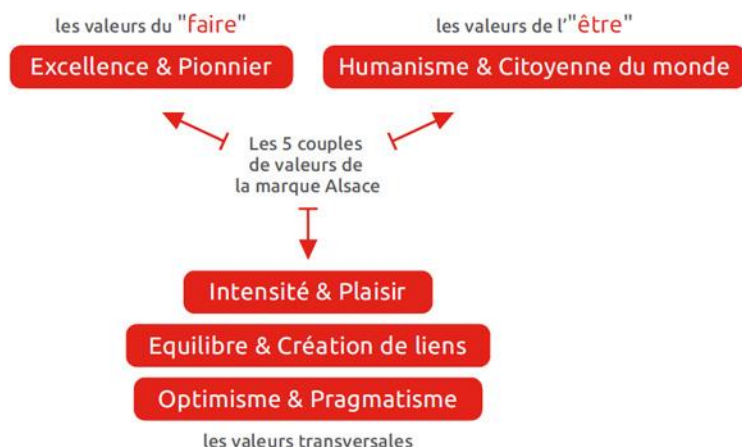 les valeurs du "faire"
Excellence & Pionnier
les valeurs de l'"être"
Humanisme & Citoyenne du monde
Les 5 couples
de valeurs de
la marque Alsace
Intensité & Plaisir
Equilibre & Création de liens
Optimisme & Pragmatisme
les valeurs transversales